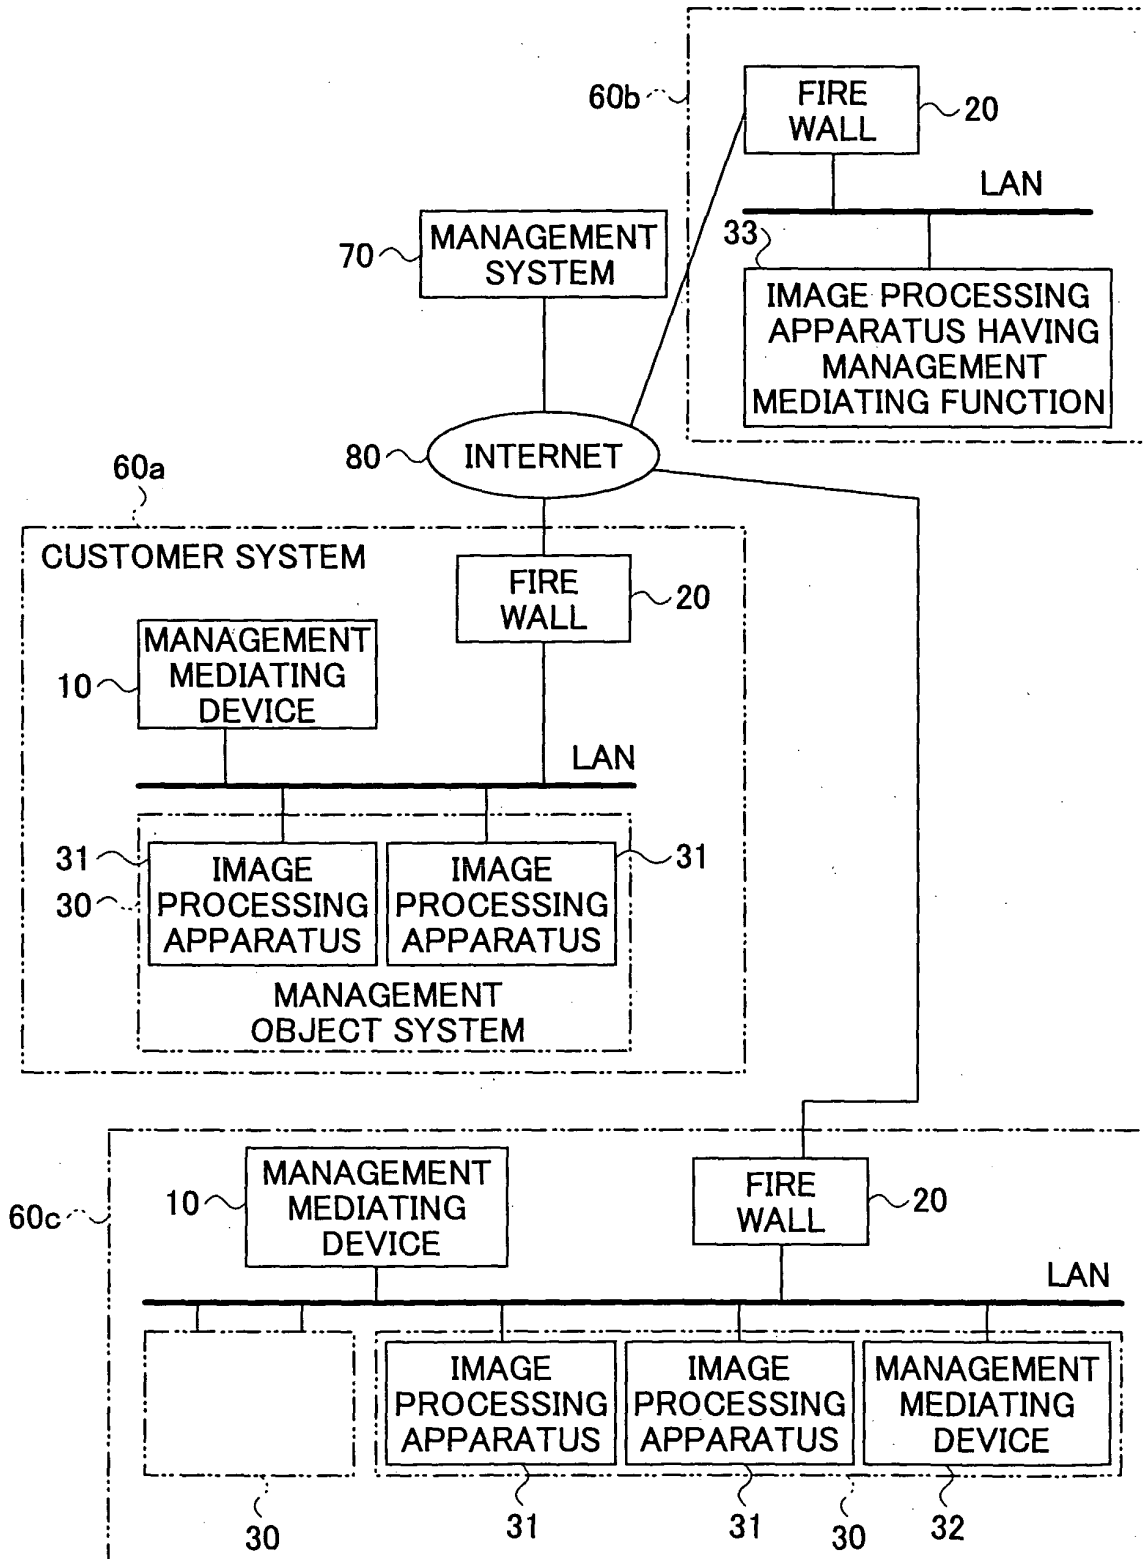 60b
FIRE
WALL
20
LAN
33
IMAGE PROCESSING
APPARATUS HAVING
MANAGEMENT
MEDIATING FUNCTION
70
MANAGEMENT
SYSTEM
80
INTERNET
60a
CUSTOMER SYSTEM
FIRE
WALL
20
10
MANAGEMENT
MEDIATING
DEVICE
LAN
31
30
IMAGE
PROCESSING
APPARATUS
IMAGE
PROCESSING
APPARATUS
31
MANAGEMENT
OBJECT SYSTEM
60c
10
MANAGEMENT
MEDIATING
DEVICE
FIRE
WALL
20
LAN
IMAGE
PROCESSING
APPARATUS
IMAGE
PROCESSING
APPARATUS
MANAGEMENT
MEDIATING
DEVICE
30
31
31
30
32